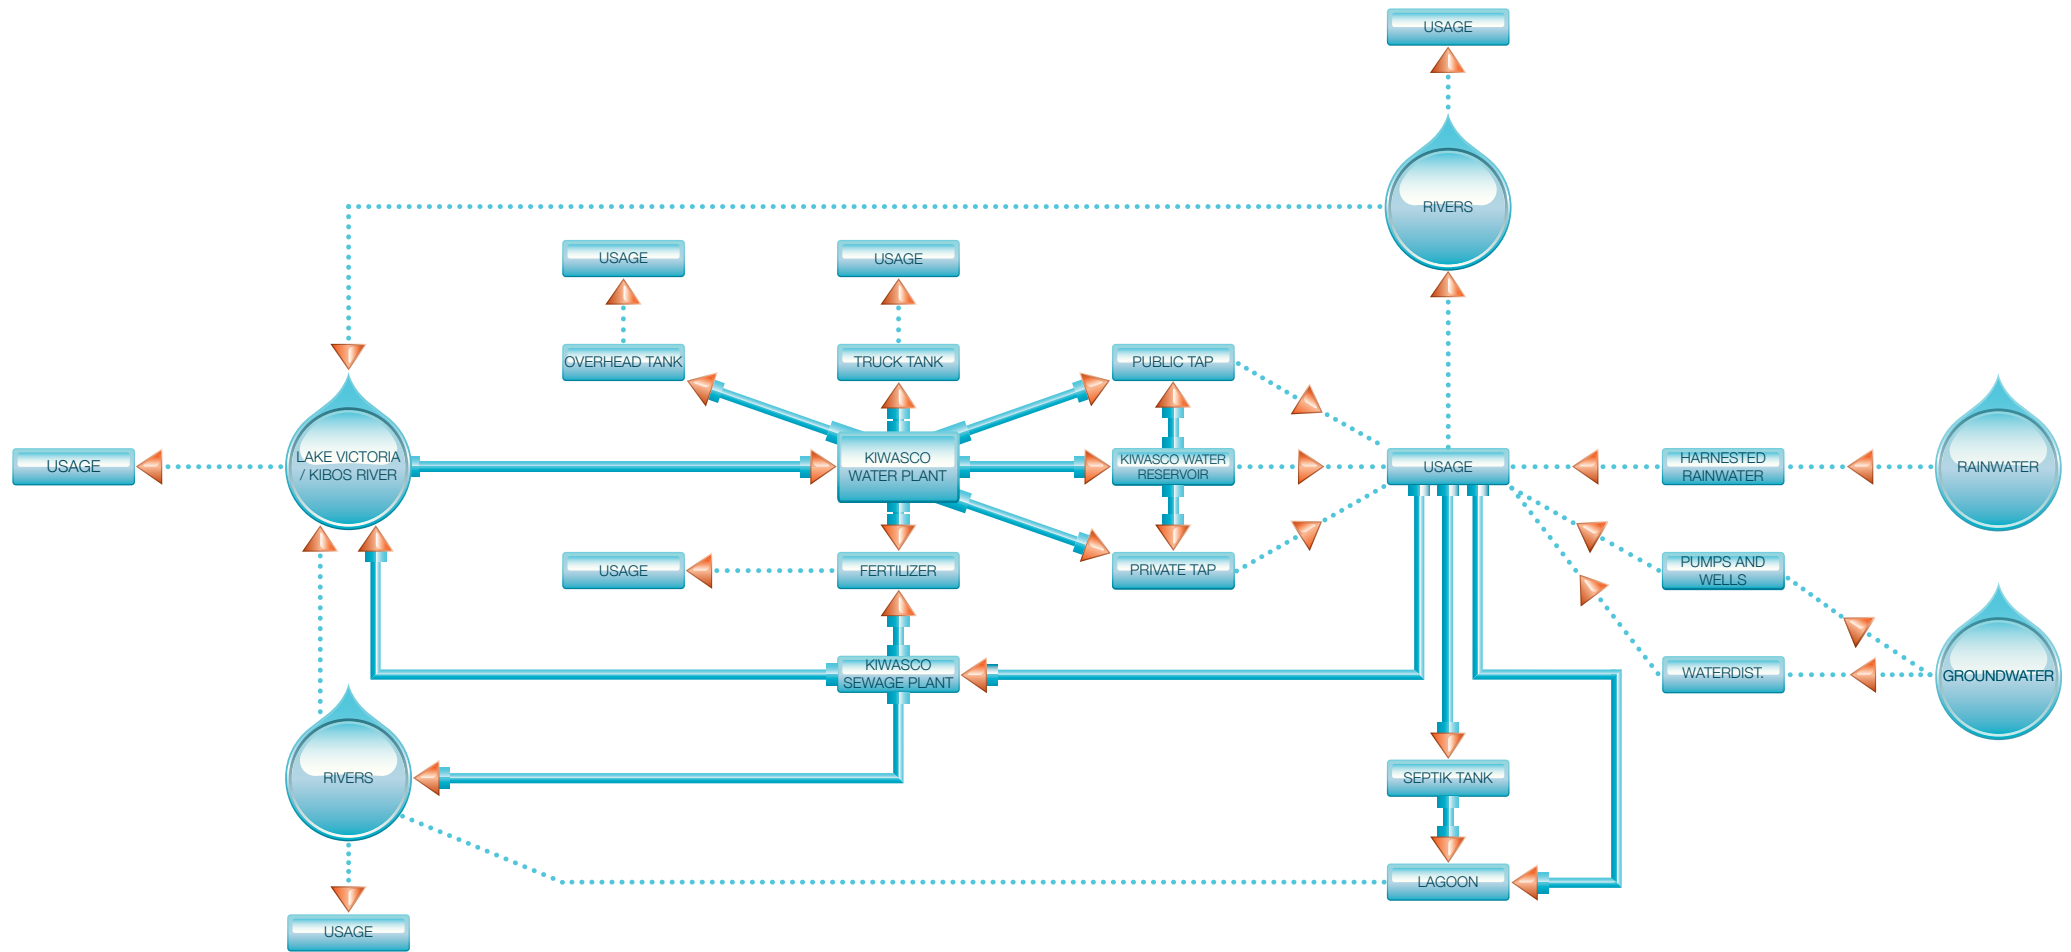 USAGE
RIVERS
USAGE
USAGE
OVERHEAD TANK
TRUCK TANK
PUBLIC TAP
USAGE
LAKE VICTORIA
/ KIBOS RIVER
KIWASCO
WATER PLANT
KIWASCO WATER
RESERVOIR
USAGE
HARNESTED
RAINWATER
RAINWATER
USAGE
FERTILIZER
PRIVATE TAP
PUMPS AND
WELLS
KIWASCO
SEWAGE PLANT
WATERDIST.
GROUNDWATER
RIVERS
SEPTIK TANK
LAGOON
USAGE